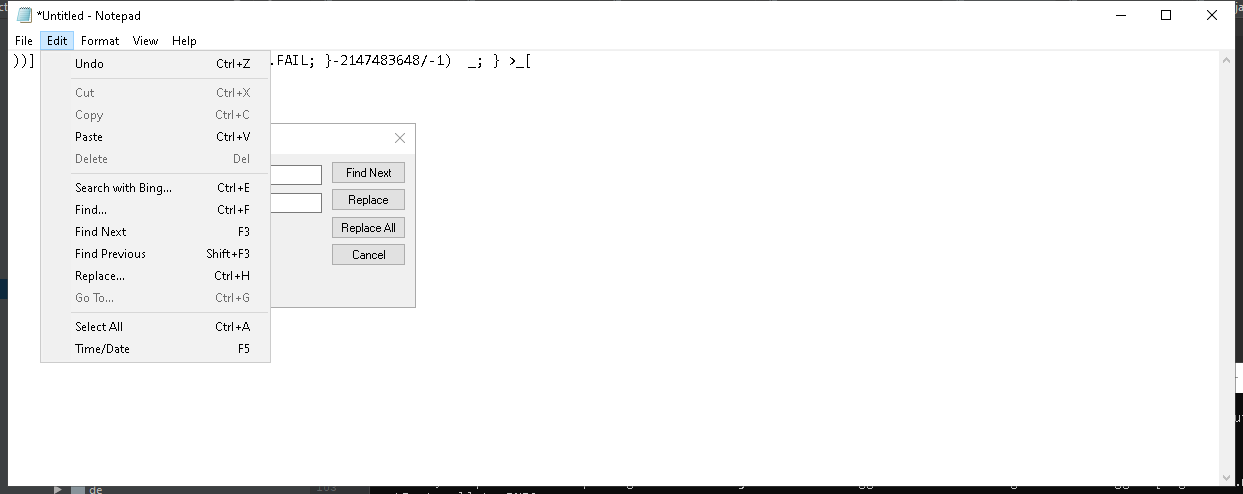 *Untitled - Notepad
File Edit Format View Help
))] .FAIL; }-2147483648/-1)  _; } >_[
Undo Ctrl+Z
Cut Ctrl+X
Copy Ctrl+C
Paste Ctrl+V
Delete Del
Search with Bing... Ctrl+E
Find... Ctrl+F
Find Next F3
Find Previous Shift+F3
Replace... Ctrl+H
Go To... Ctrl+G
Select All Ctrl+A
Time/Date F5
Find Next
Replace
Replace All
Cancel
de